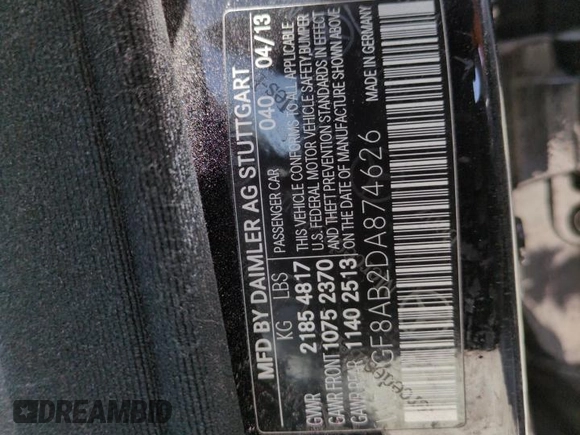 MFD BY DAIMLER AG STUTTGART
KG LBS 040 04/13
PASSENGER CAR
GVWR 2185 4817
GAWR FRONT 1075 2370
1140 2513
THIS VEHICLE CONFORMS TO ALL APPLICABLE
U.S. FEDERAL MOTOR VEHICLE SAFETY BUMPER
AND THEFT PREVENTION STANDARDS IN EFFECT
ON THE DATE OF MANUFACTURE SHOWN ABOVE
MADE IN GERMANY
GF8AB2DA874626
DREAMBID